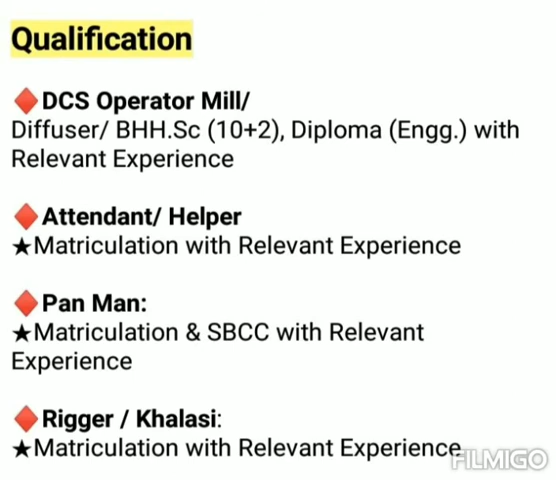 Qualification
♦DCS Operator Mill/
Diffuser/ BHH.Sc (10+2), Diploma (Engg.) with
Relevant Experience
♦Attendant/ Helper
★Matriculation with Relevant Experience
♦Pan Man:
★Matriculation & SBCC with Relevant
Experience
♦Rigger / Khalasi:
★Matriculation with Relevant Experience
FILMIGO